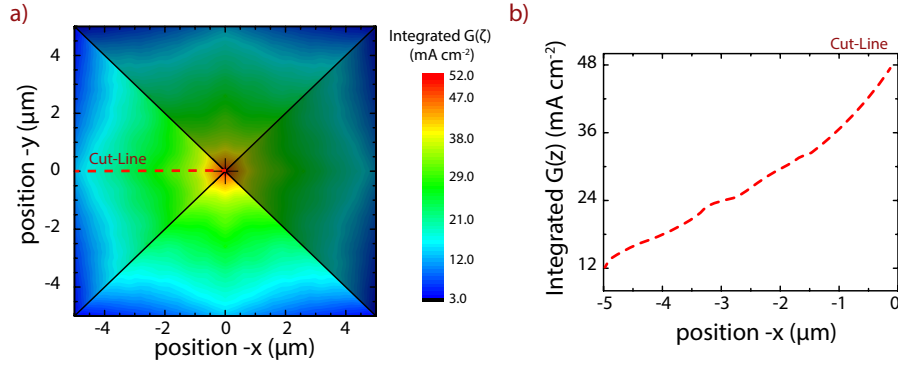 a)
Integrated G(ζ)
(mA cm⁻²)
52.0
47.0
38.0
29.0
21.0
12.0
3.0
position -y (μm)
4
2
0
-2
-4
Cut-Line
-4
-2
0
2
4
position -x (μm)
b)
Cut-Line
Integrated G(z) (mA cm⁻²)
48
36
24
12
-5
-4
-3
-2
-1
0
position -x (μm)